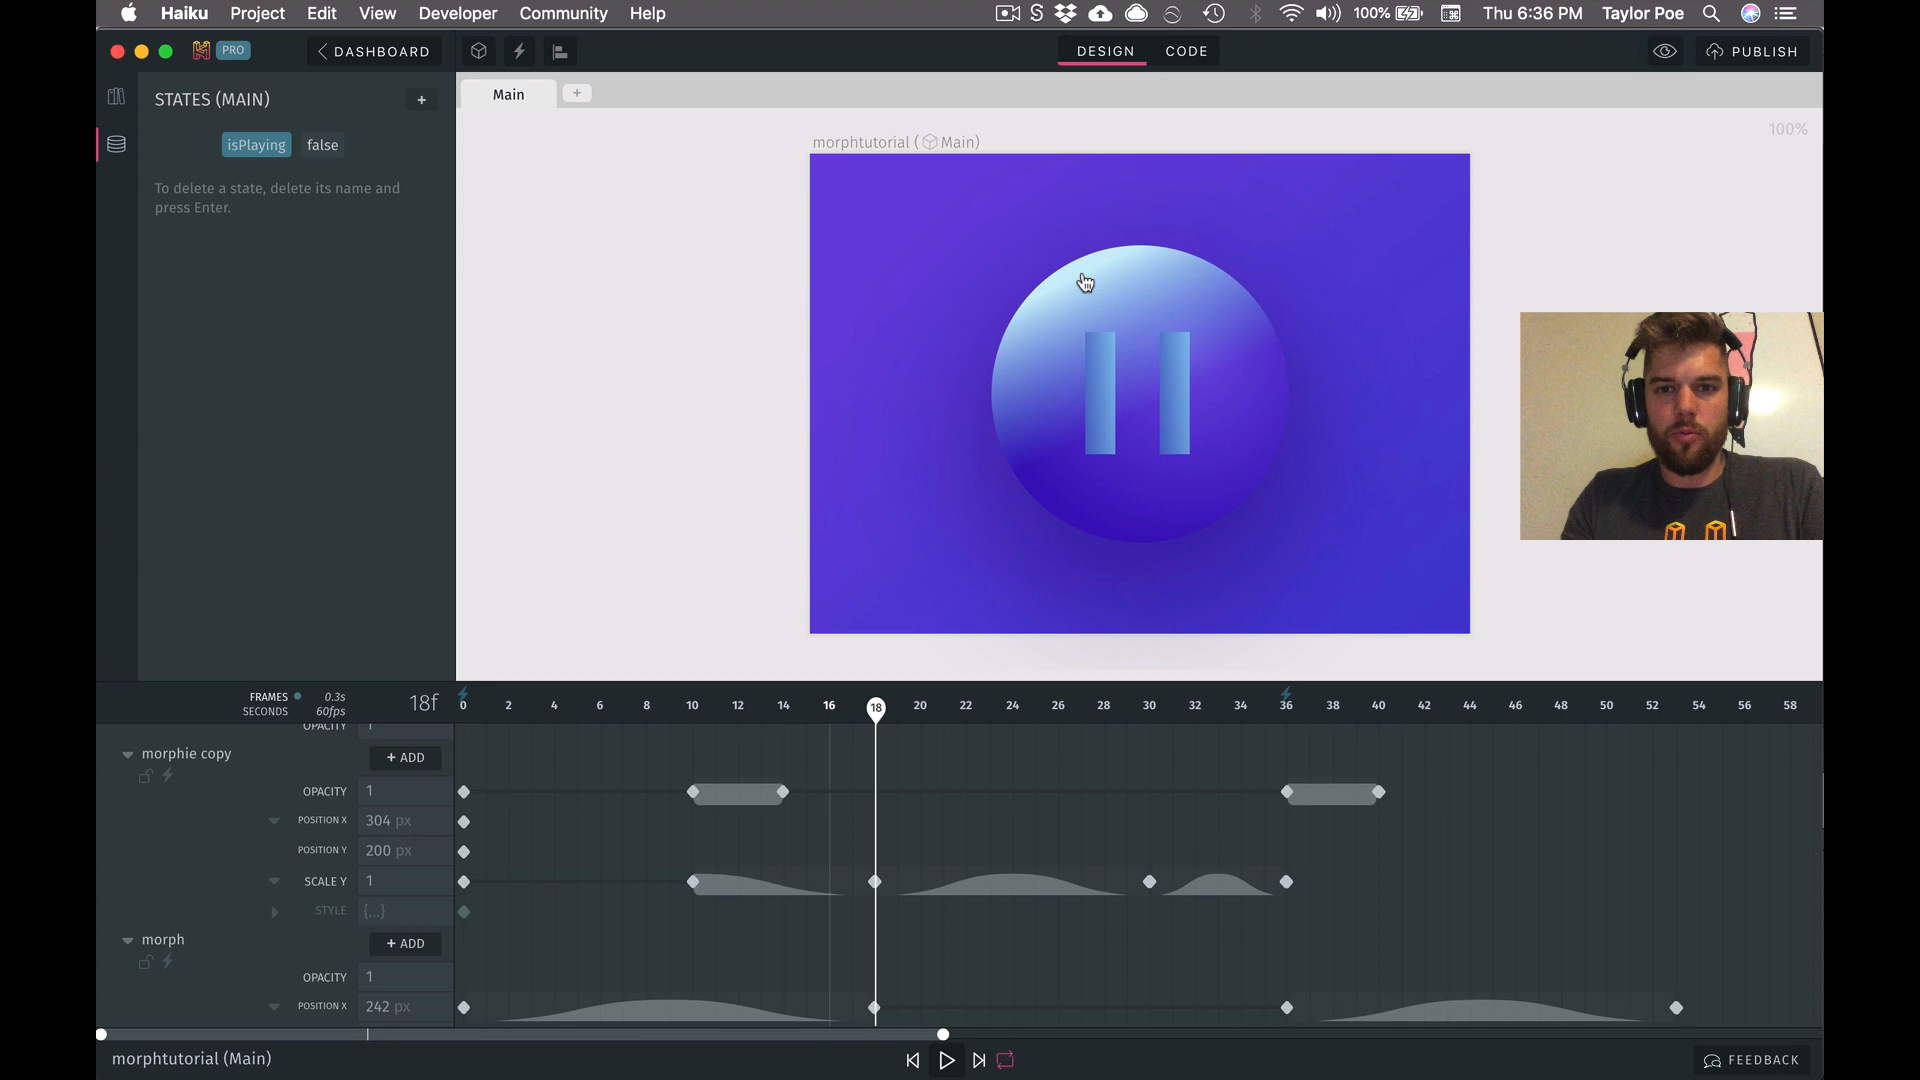 Haiku Project Edit View Developer Community Help 100% Thu 6:36 PM Taylor Poe
PRO DASHBOARD DESIGN CODE PUBLISH
STATES (MAIN) +
Main +
isPlaying false
To delete a state, delete its name and
press Enter.
100%
morphtutorial ( Main)
FRAMES 0.3s
SECONDS 60fps
18f
0 2 4 6 8 10 12 14 16 18 20 22 24 26 28 30 32 34 36 38 40 42 44 46 48 50 52 54 56 58
OPACITY 1
morphie copy + ADD
OPACITY 1
POSITION X 304 px
POSITION Y 200 px
SCALE Y 1
STYLE {...}
morph + ADD
OPACITY 1
POSITION X 242 px
morphtutorial (Main)
FEEDBACK